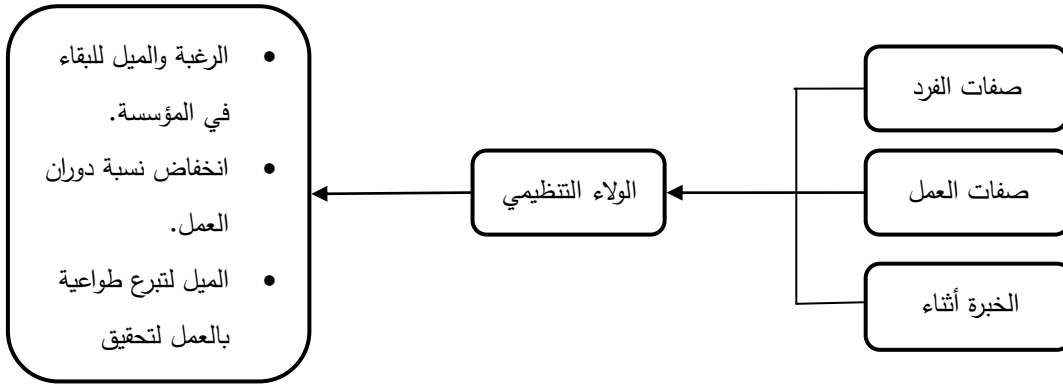 صفات الفرد
صفات العمل
الخبرة أثناء
الولاء التنظيمي
• الرغبة والميل للبقاء
في المؤسسة.
• انخفاض نسبة دوران
العمل.
• الميل لتبرع طواعية
بالعمل لتحقيق